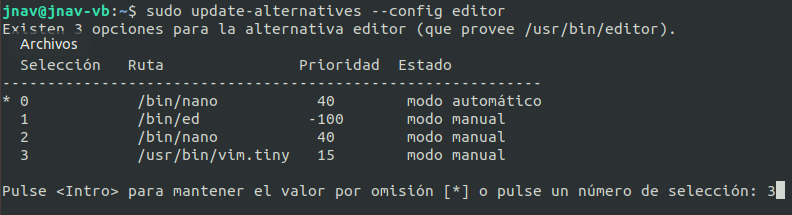 jnav@jnav-vb:~$ sudo update-alternatives --config editor
Existen 3 opciones para la alternativa editor (que provee /usr/bin/editor).
Archivos
Selección Ruta Prioridad Estado
------------------------------------------------------------
* 0 /bin/nano 40 modo automático
1 /bin/ed -100 modo manual
2 /bin/nano 40 modo manual
3 /usr/bin/vim.tiny 15 modo manual
Pulse <Intro> para mantener el valor por omisión [*] o pulse un número de selección: 3